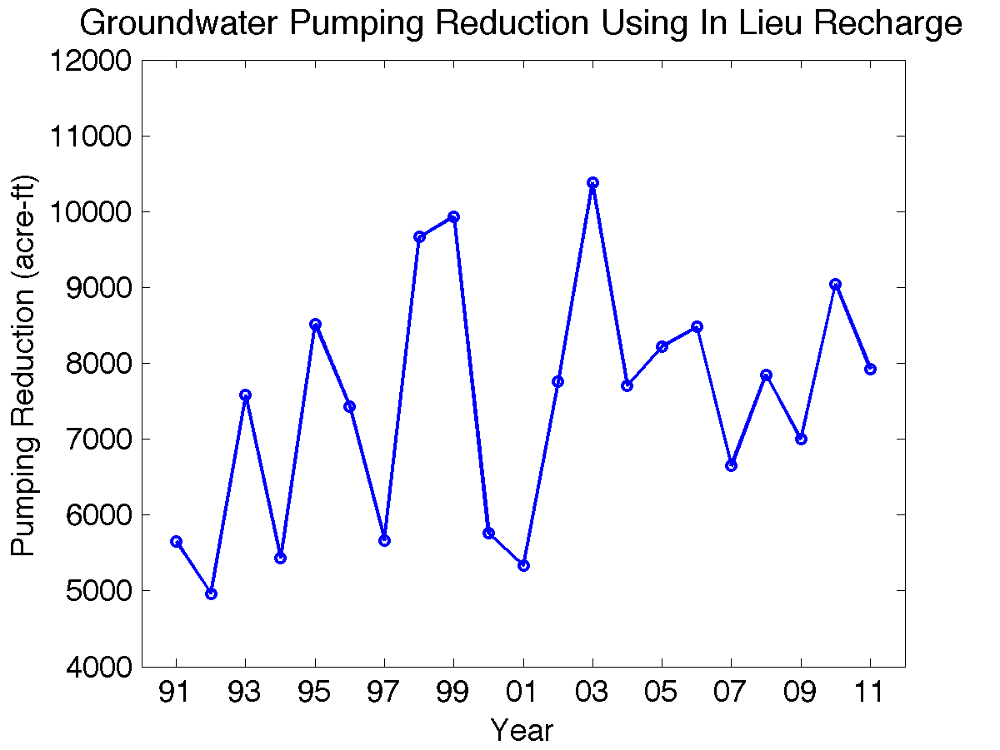 Groundwater Pumping Reduction Using In Lieu Recharge
12000
11000
10000
9000
8000
7000
6000
5000
4000
Pumping Reduction (acre-ft)
91 93 95 97 99 01 03 05 07 09 11
Year